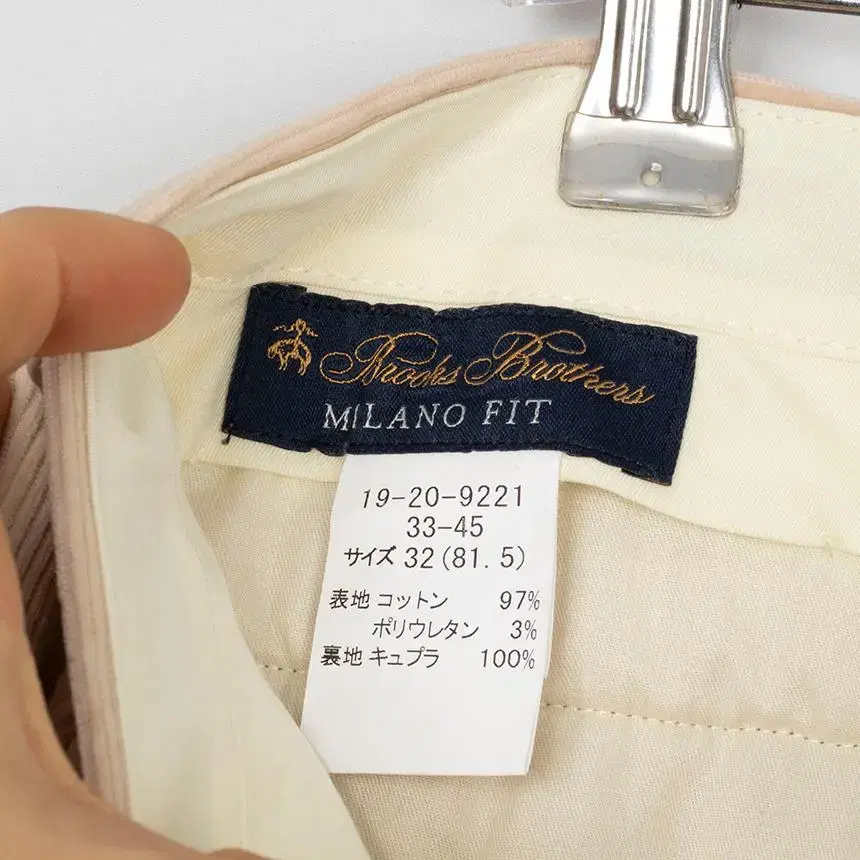 Brooks Brothers
MILANO FIT
19-20-9221
33-45
サイズ 32(81.5)
表地 コットン 97%
ポリウレタン 3%
裏地 キュプラ 100%